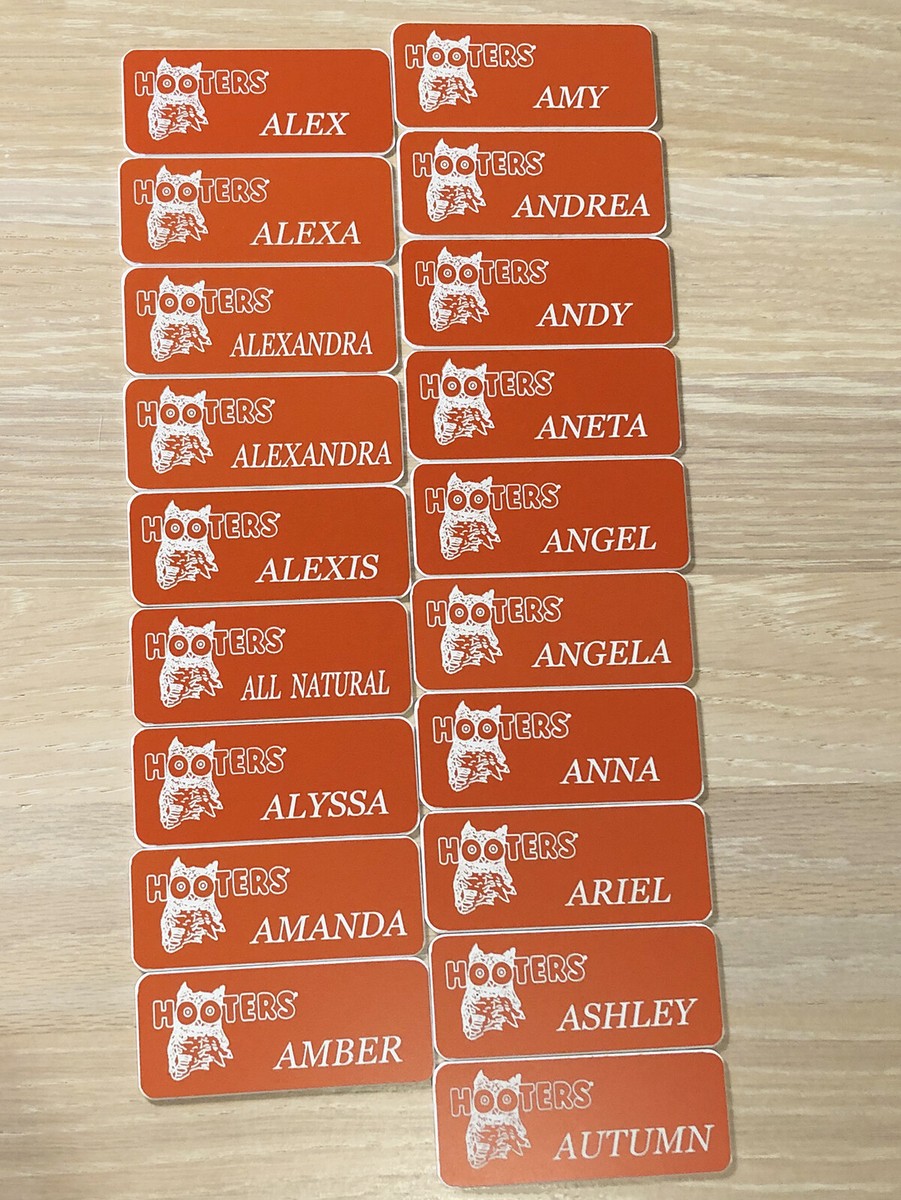 HOOTERS
ALEX
HOOTERS
ALEXA
HOOTERS
ALEXANDRA
HOOTERS
ALEXANDRA
HOOTERS
ALEXIS
HOOTERS
ALL NATURAL
HOOTERS
ALYSSA
HOOTERS
AMANDA
HOOTERS
AMBER
HOOTERS
AMY
HOOTERS
ANDREA
HOOTERS
ANDY
HOOTERS
ANETA
HOOTERS
ANGEL
HOOTERS
ANGELA
HOOTERS
ANNA
HOOTERS
ARIEL
HOOTERS
ASHLEY
HOOTERS
AUTUMN